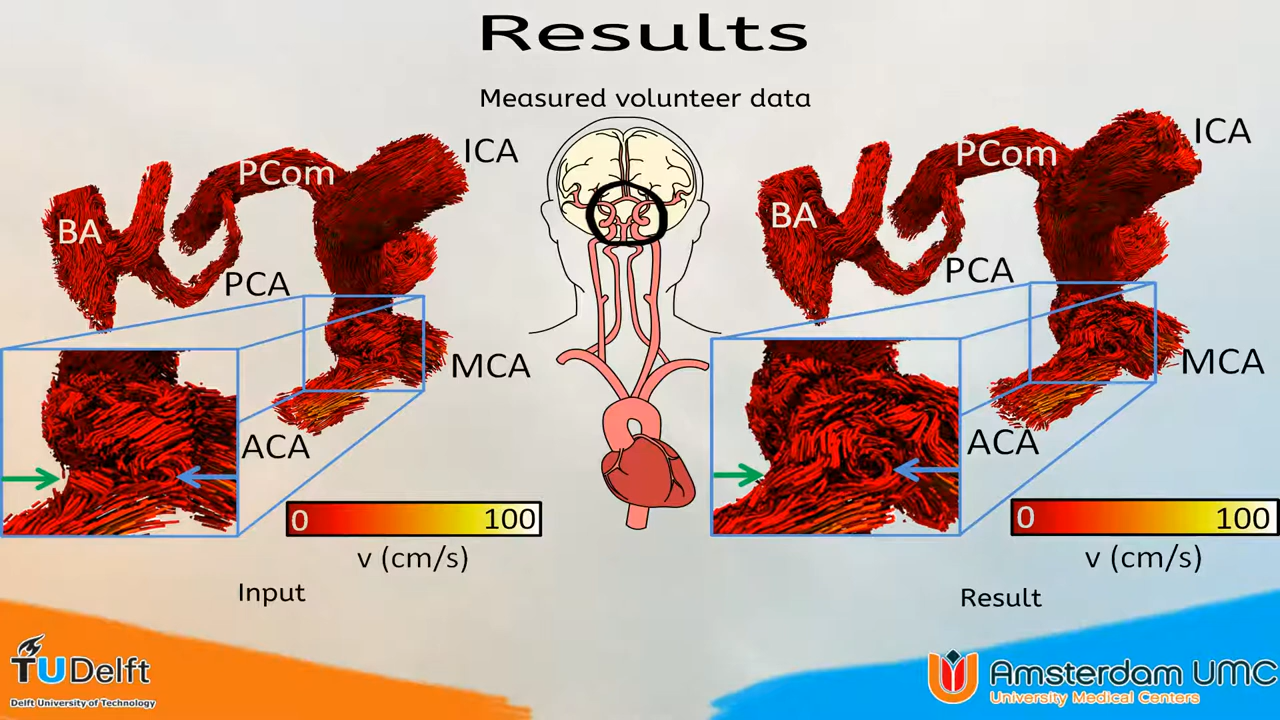 Results
Measured volunteer data
BA
PCom
ICA
PCA
MCA
ACA
0 100
v (cm/s)
Input
BA
PCom
ICA
PCA
MCA
ACA
0 100
v (cm/s)
Result
TUDelft
Delft University of Technology
Amsterdam UMC
University Medical Centers